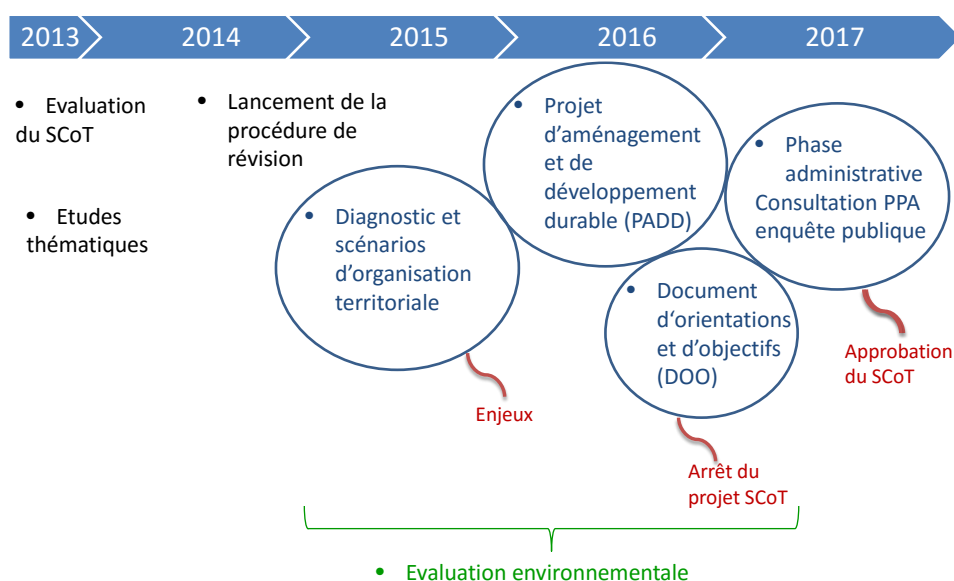 2013 2014 2015 2016 2017
• Evaluation
du SCoT
• Etudes
thématiques
• Lancement de la
procédure de
révision
• Diagnostic et
scénarios
d'organisation
territoriale
Enjeux
• Projet
d'aménagement
et de
développement
durable (PADD)
• Document
d'orientations
et d'objectifs
(DOO)
Arrêt du
projet SCoT
• Phase
administrative
Consultation PPA
enquête publique
Approbation
du SCoT
• Evaluation environnementale